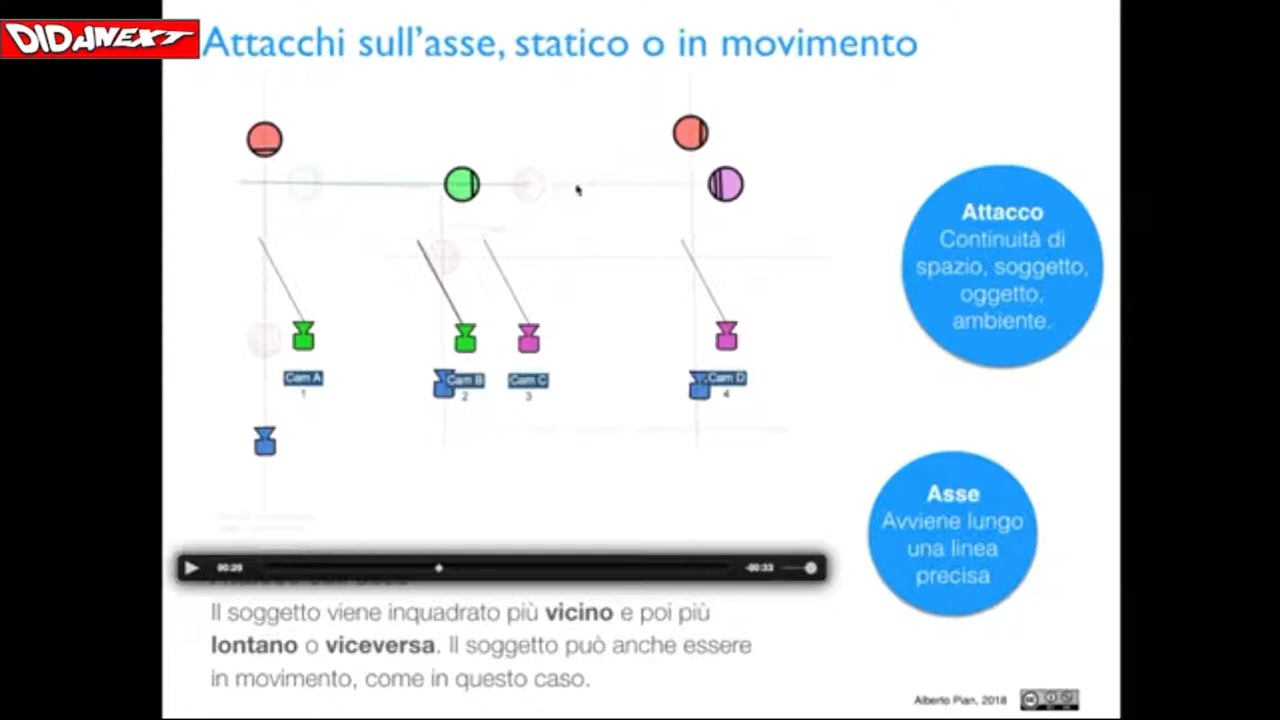 DIDANEXT
Attacchi sull'asse, statico o in movimento
Attacco
Continuità di
spazio, soggetto,
oggetto,
ambiente.
Cam A
1
Cam B
2
Cam C
3
Cam D
4
Asse
Avviene lungo
una linea
precisa
00:29
-00:33
Il soggetto viene inquadrato più vicino e poi più
lontano o viceversa. Il soggetto può anche essere
in movimento, come in questo caso.
Alberto Pian, 2018